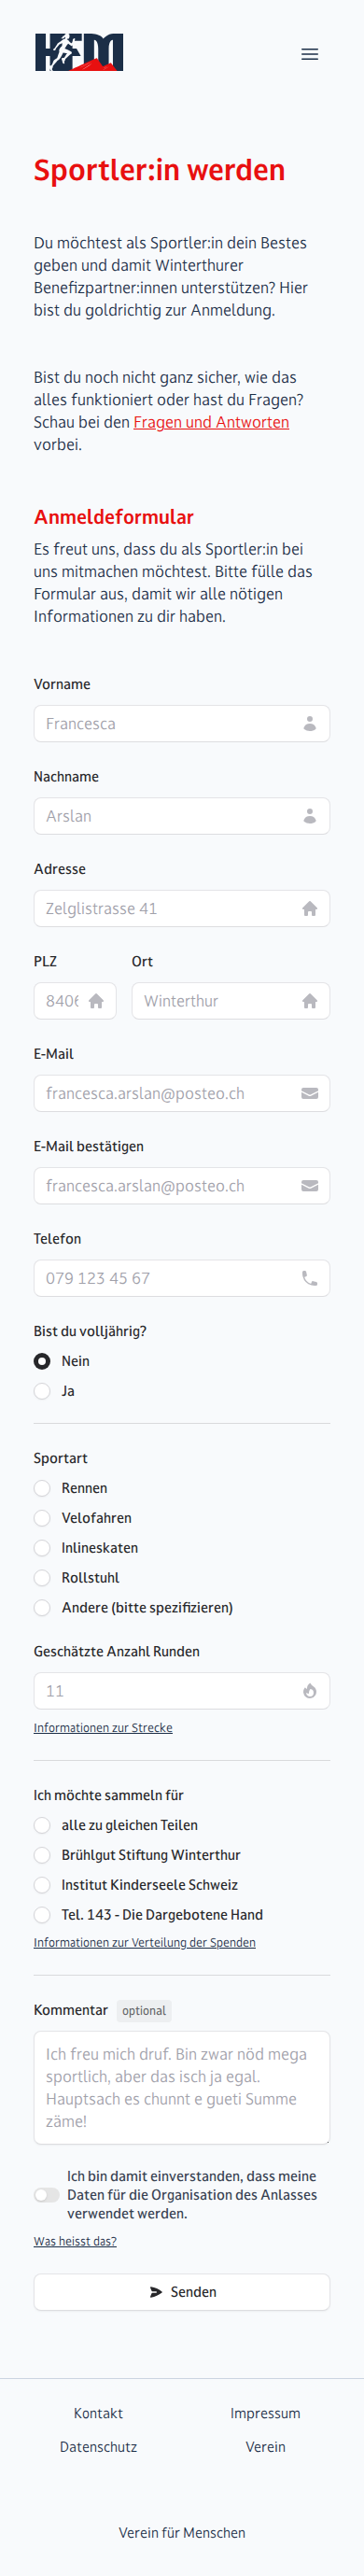 HFM
Sportler:in werden
Du möchtest als Sportler:in dein Bestes
geben und damit Winterthurer
Benefizpartner:innen unterstützen? Hier
bist du goldrichtig zur Anmeldung.
Bist du noch nicht ganz sicher, wie das
alles funktioniert oder hast du Fragen?
Schau bei den Fragen und Antworten
vorbei.
Anmeldeformular
Es freut uns, dass du als Sportler:in bei
uns mitmachen möchtest. Bitte fülle das
Formular aus, damit wir alle nötigen
Informationen zu dir haben.
Vorname
Francesca
Nachname
Arslan
Adresse
Zelglistrasse 41
PLZ Ort
8406 Winterthur
E-Mail
francesca.arslan@posteo.ch
E-Mail bestätigen
francesca.arslan@posteo.ch
Telefon
079 123 45 67
Bist du volljährig?
Nein
Ja
Sportart
Rennen
Velofahren
Inlineskaten
Rollstuhl
Andere (bitte spezifizieren)
Geschätzte Anzahl Runden
11
Informationen zur Strecke
Ich möchte sammeln für
alle zu gleichen Teilen
Brühlgut Stiftung Winterthur
Institut Kinderseele Schweiz
Tel. 143 - Die Dargebotene Hand
Informationen zur Verteilung der Spenden
Kommentar optional
Ich freu mich druf. Bin zwar nöd mega
sportlich, aber das isch ja egal.
Hauptsach es chunnt e gueti Summe
zäme!
Ich bin damit einverstanden, dass meine
Daten für die Organisation des Anlasses
verwendet werden.
Was heisst das?
Senden
Kontakt Impressum
Datenschutz Verein
Verein für Menschen